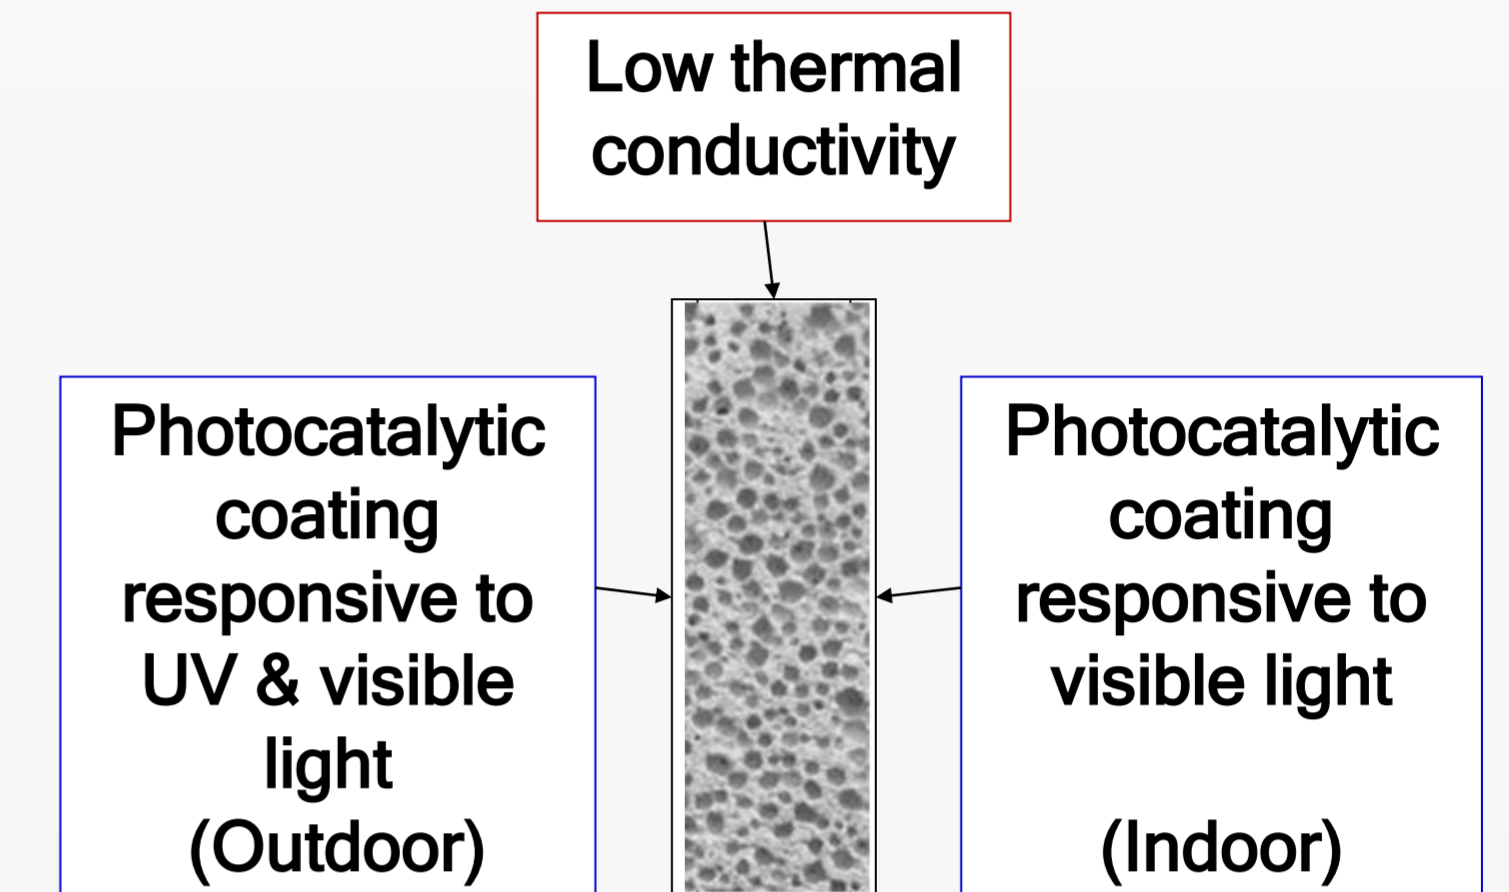 Low thermal
conductivity
Photocatalytic
coating
responsive to
UV & visible
light
(Outdoor)
Photocatalytic
coating
responsive to
visible light
(Indoor)